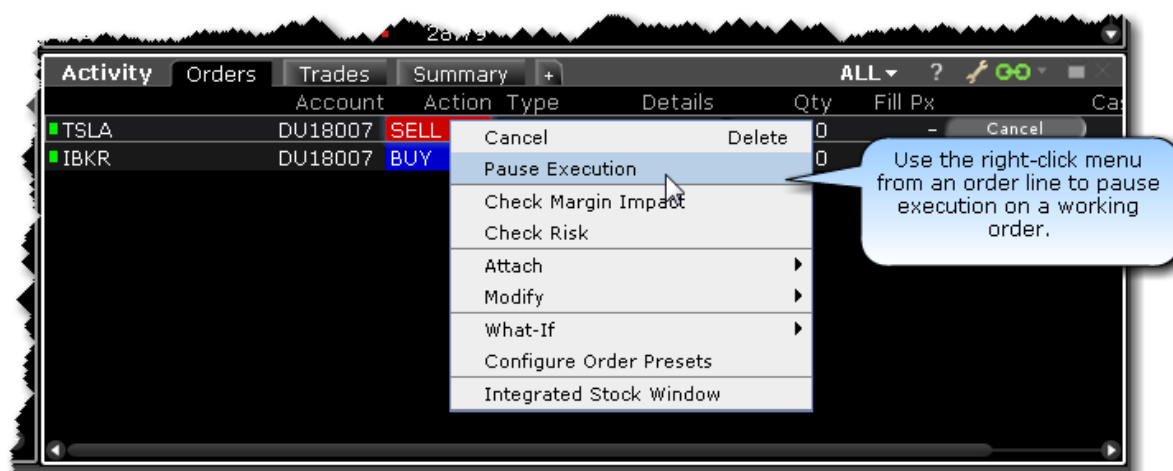 Activity Orders Trades Summary + ALL ?
Account Action Type Details Qty Fill Px
TSLA DU18007 SELL 0 – Cancel
IBKR DU18007 BUY 0
Cancel Delete
Pause Execution
Check Margin Impact
Check Risk
Attach
Modify
What-If
Configure Order Presets
Integrated Stock Window
Use the right-click menu
from an order line to pause
execution on a working
order.